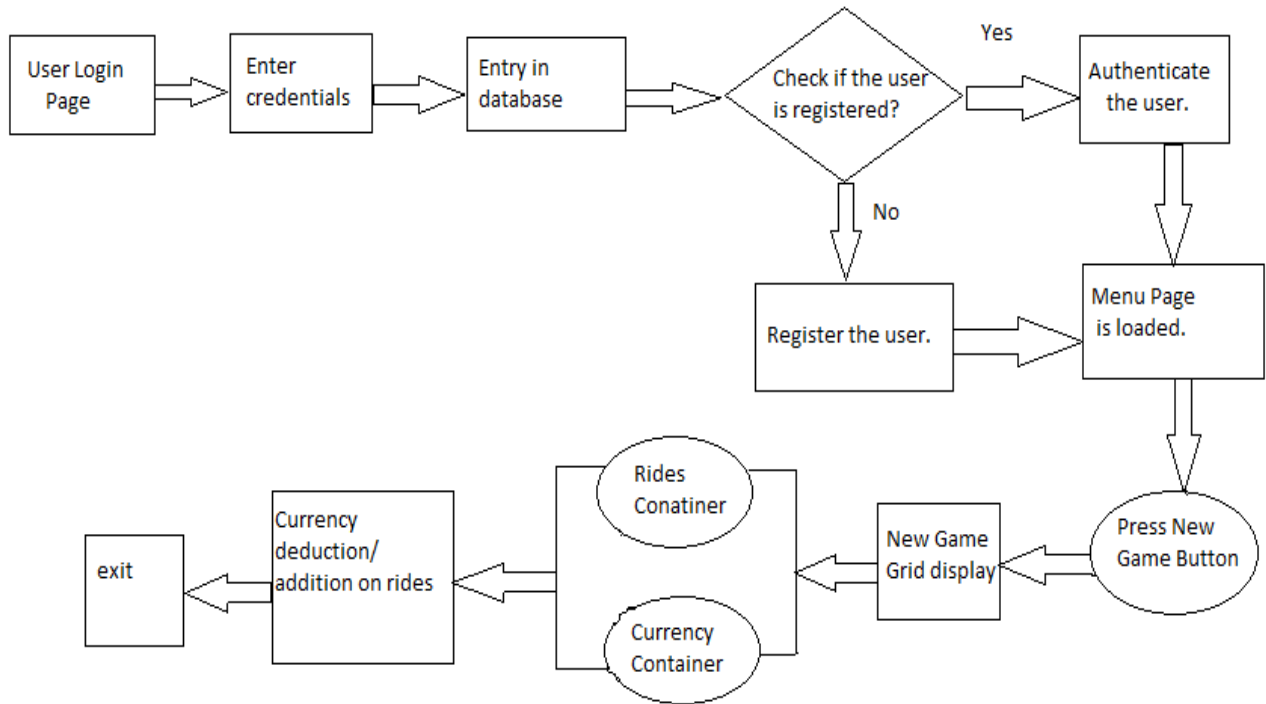 User Login
Page
Enter
credentials
Entry in
database
Check if the user
is registered?
Yes
Authenticate
the user.
No
Register the user.
Menu Page
is loaded.
Press New
Game Button
New Game
Grid display
Rides
Conatiner
Currency
Container
Currency
deduction/
addition on rides
exit